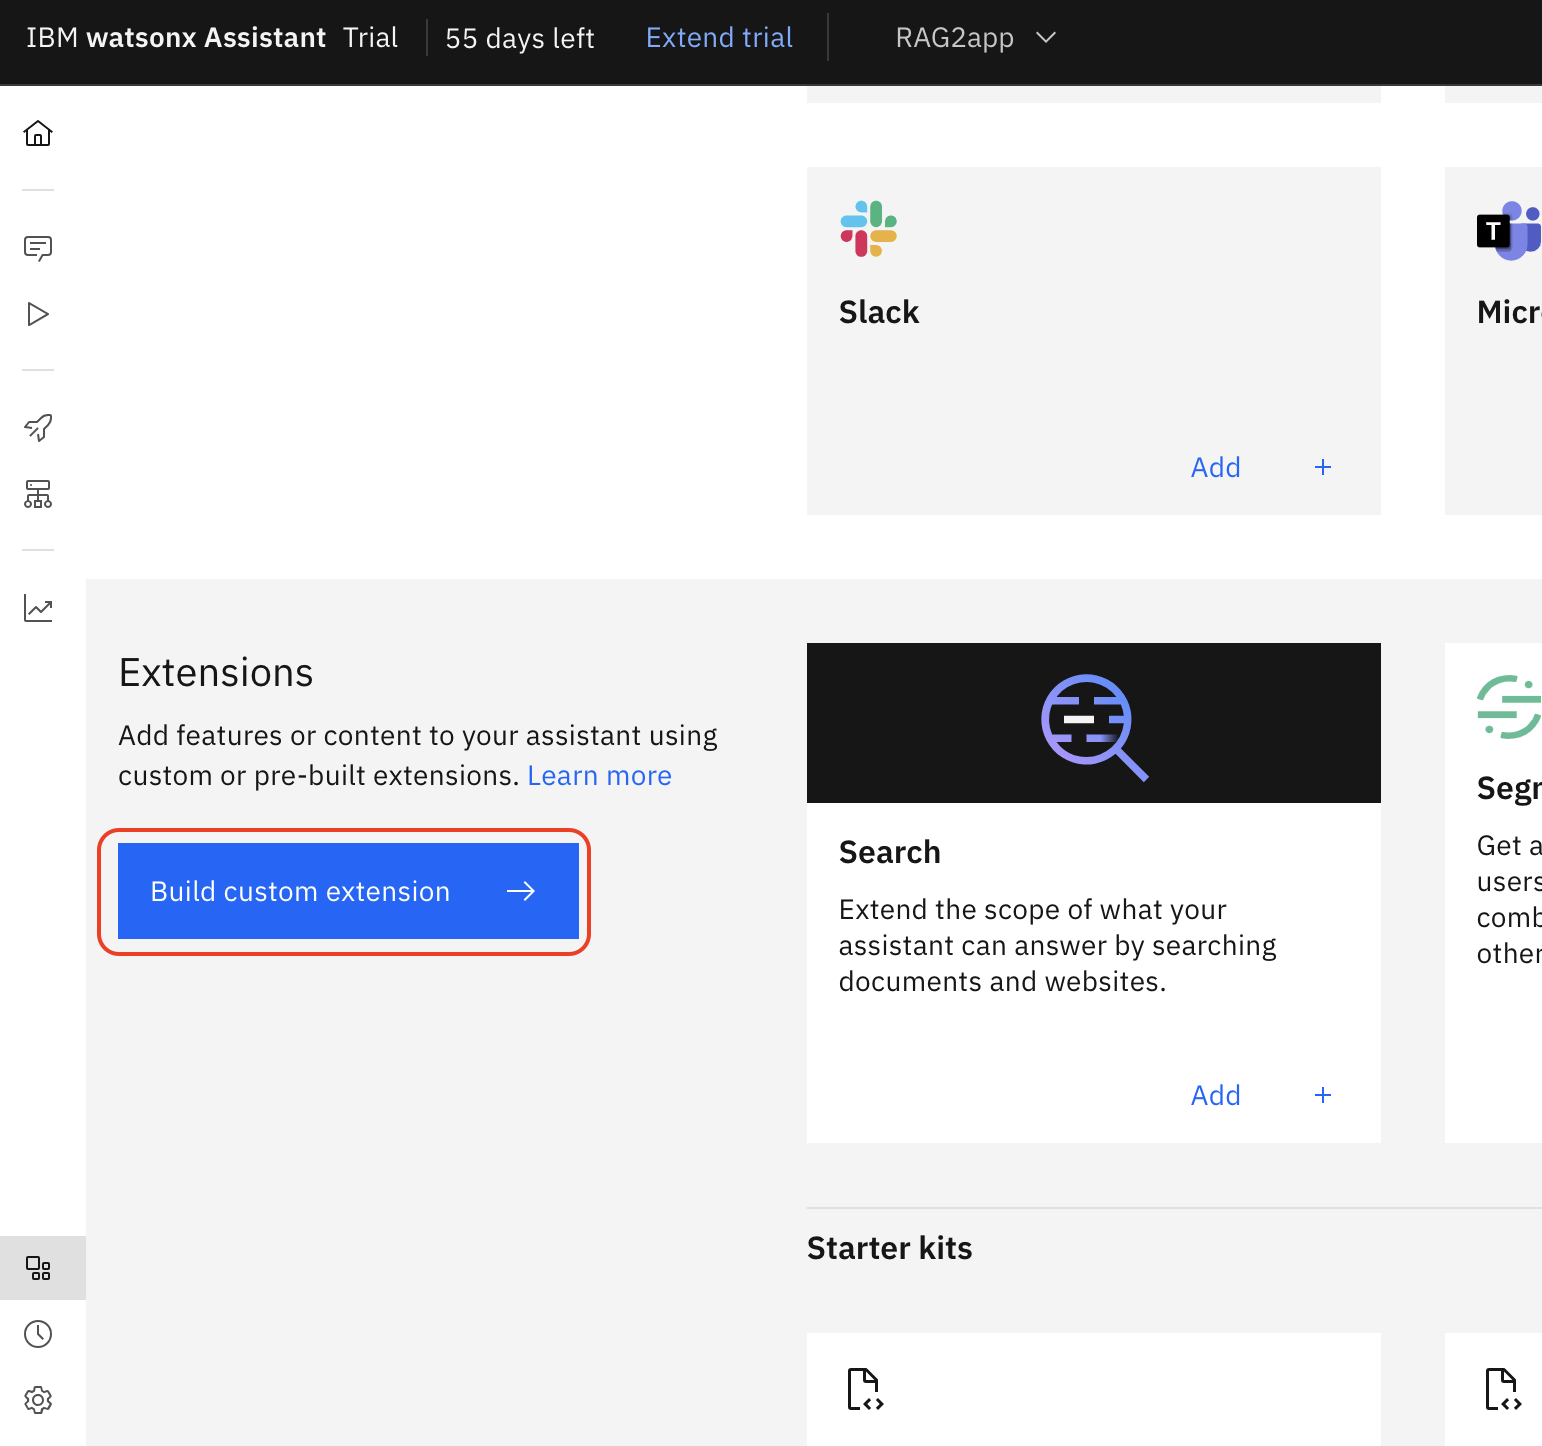 IBM watsonx Assistant Trial
55 days left
Extend trial
RAG2app
Slack
Add +
T
Micr
Extensions
Add features or content to your assistant using
custom or pre-built extensions. Learn more
Build custom extension
Search
Extend the scope of what your
assistant can answer by searching
documents and websites.
Add +
Segr
Get a
users
comb
other
Starter kits